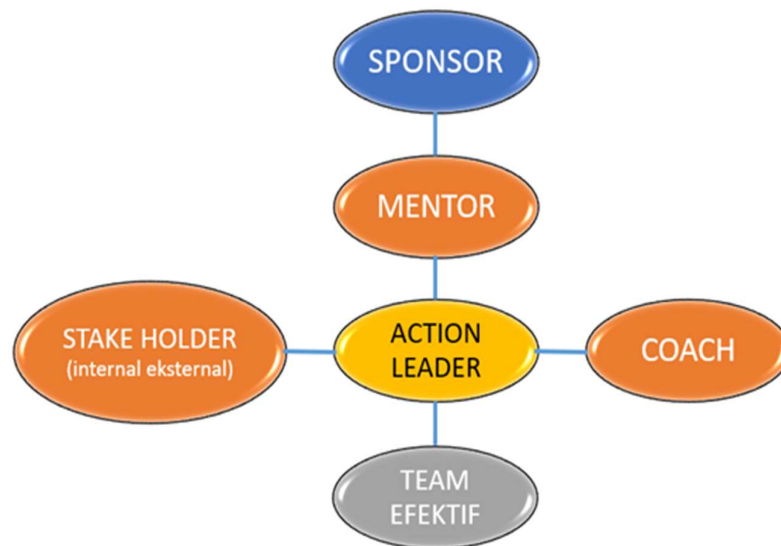 SPONSOR
MENTOR
STAKE HOLDER
(internal eksternal)
ACTION
LEADER
COACH
TEAM
EFEKTIF